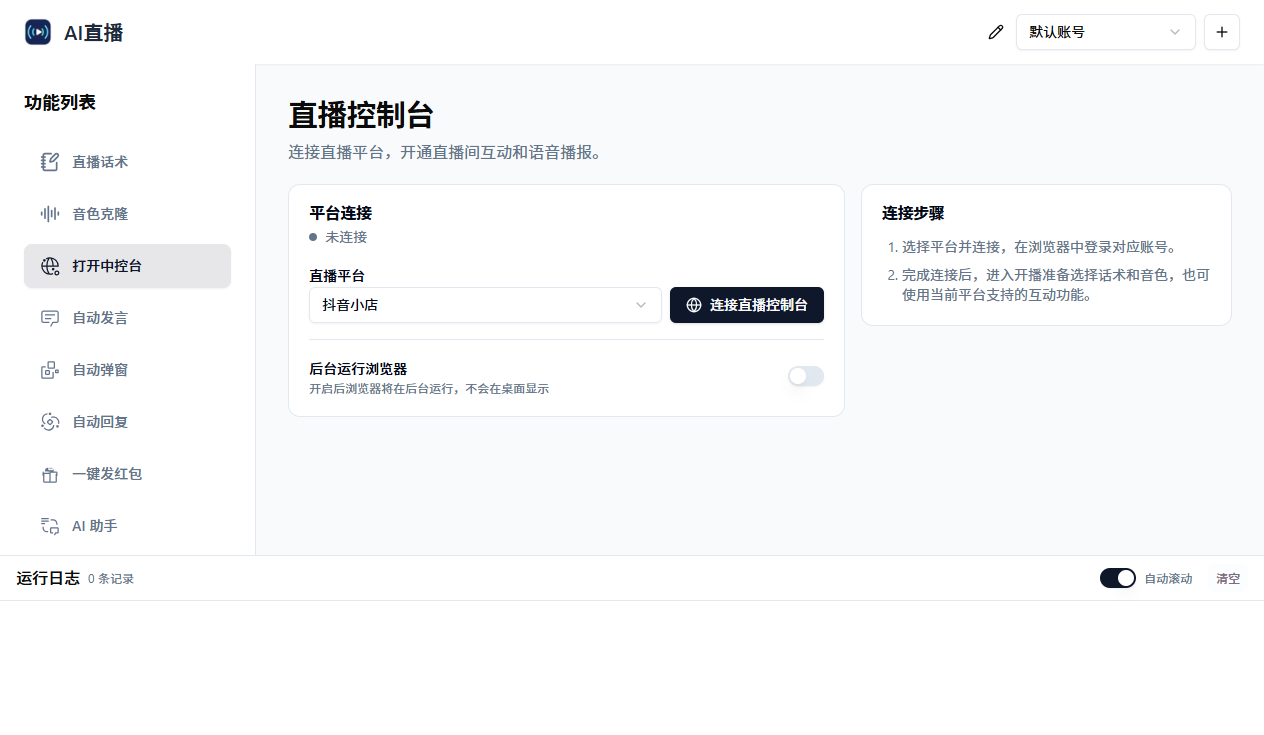 AI直播
默认账号
功能列表
直播话术
音色克隆
打开中控台
自动发言
自动弹窗
自动回复
一键发红包
AI 助手
直播控制台
连接直播平台，开通直播间互动和语音播报。
平台连接
未连接
直播平台
抖音小店
连接直播控制台
后台运行浏览器
开启后浏览器将在后台运行，不会在桌面显示
连接步骤
1. 选择平台并连接，在浏览器中登录对应账号。
2. 完成连接后，进入开播准备选择话术和音色，也可
使用当前平台支持的互动功能。
运行日志 0 条记录
自动滚动
清空